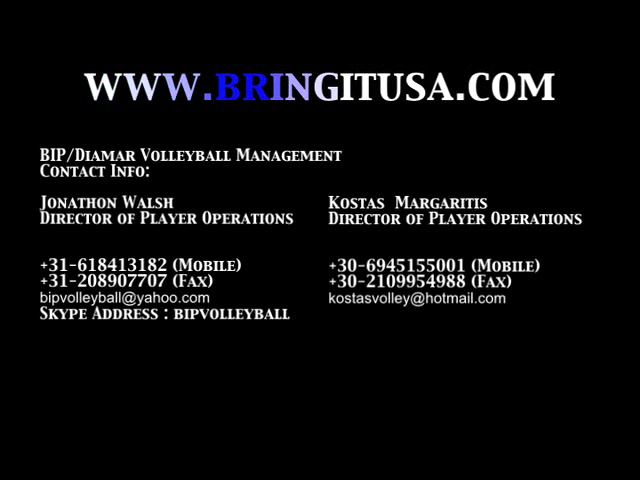 WWW.BRINGITUSA.COM
BIP/Diamar Volleyball Management
Contact Info:
Jonathon Walsh
Director of Player Operations
+31-618413182 (Mobile)
+31-208907707 (Fax)
bipvolleyball@yahoo.com
Skype Address : bipvolleyball
Kostas Margaritis
Director of Player Operations
+30-6945155001 (Mobile)
+30-2109954988 (Fax)
kostasvolley@hotmail.com